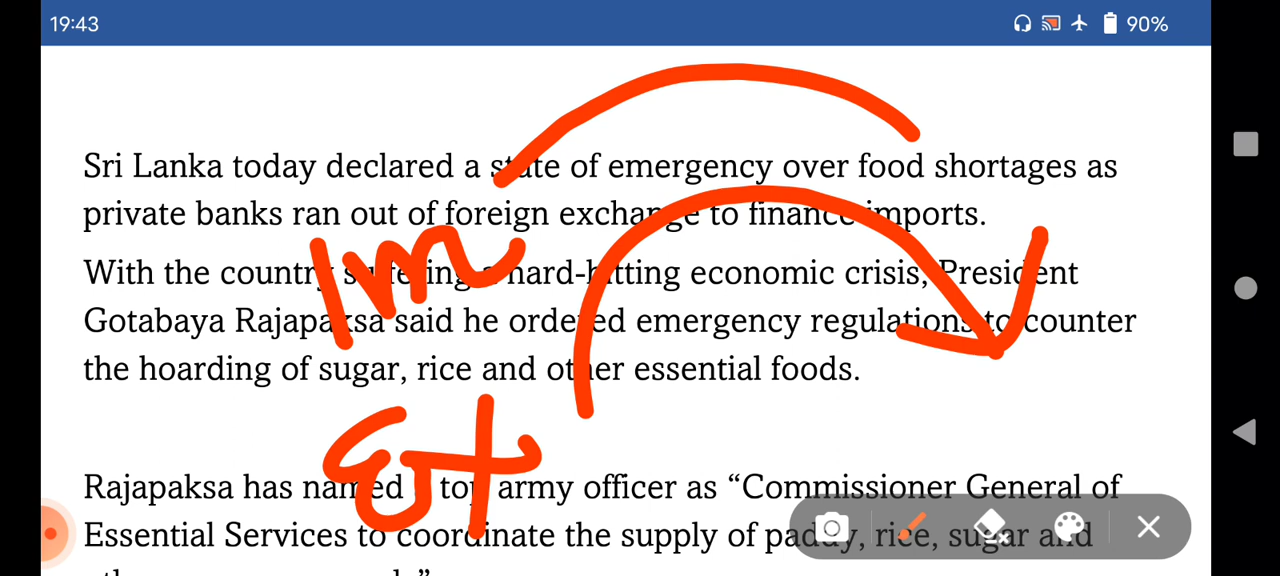 19:43
90%
Sri Lanka today declared a state of emergency over food shortages as
private banks ran out of foreign exchange to finance imports.
Im
With the country suffering a hard-hitting economic crisis, President
Gotabaya Rajapaksa said he ordered emergency regulations to counter
the hoarding of sugar, rice and other essential foods.
Ex
Rajapaksa has named a top army officer as “Commissioner General of
Essential Services to coordinate the supply of paddy, rice, sugar and